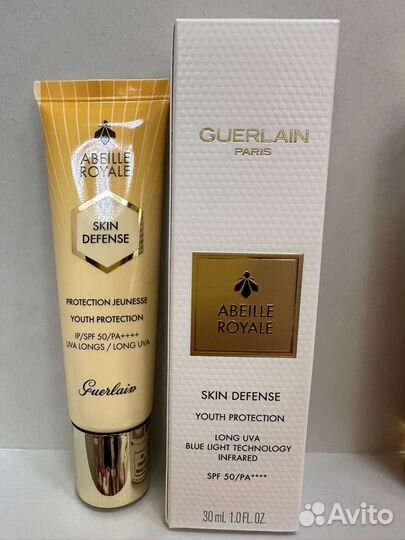 ABEILLE
ROYALE
SKIN
DEFENSE
PROTECTION JEUNESSE
YOUTH PROTECTION
IP/SPF 50/PA++++
UVA LONGS / LONG UVA
Guerlain
GUERLAIN
PARIS
ABEILLE
ROYALE
SKIN DEFENSE
YOUTH PROTECTION
LONG UVA
BLUE LIGHT TECHNOLOGY
INFRARED
SPF 50/PA++++
30 mL 1.0 FL. OZ.
Avito